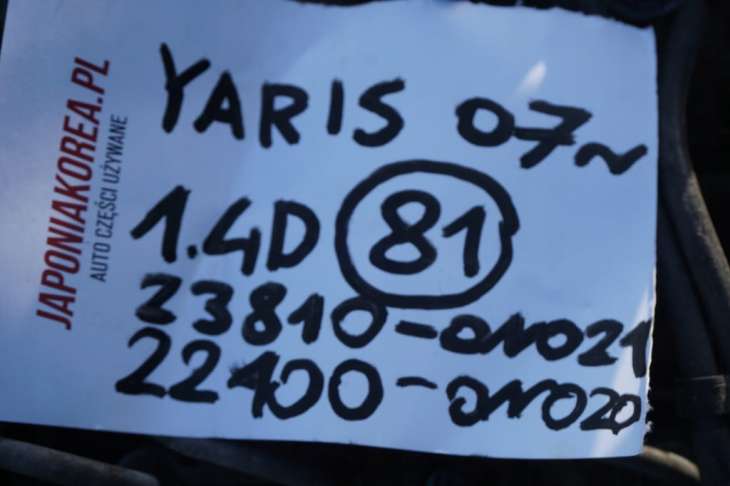 JAPONIAKOREA.PL
AUTO CZĘŚCI UŻYWANE
YARIS 07~
1.4D 81
23810-0N021
22100-0N020